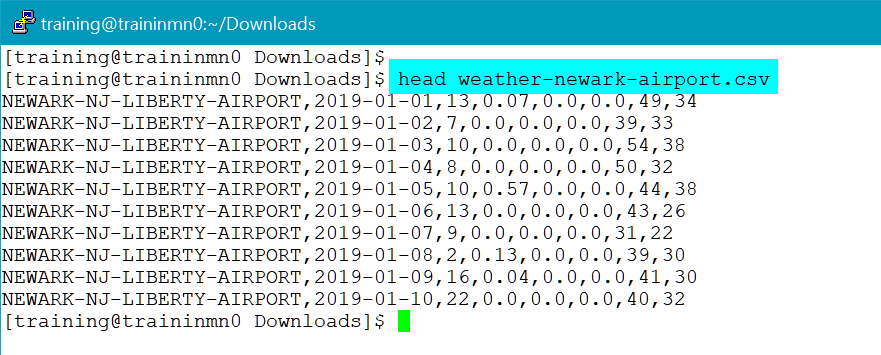 training@traininmn0:~/Downloads
[training@traininmn0 Downloads]$
[training@traininmn0 Downloads]$ head weather-newark-airport.csv
NEWARK-NJ-LIBERTY-AIRPORT,2019-01-01,13,0.07,0.0,0.0,49,34
NEWARK-NJ-LIBERTY-AIRPORT,2019-01-02,7,0.0,0.0,0.0,39,33
NEWARK-NJ-LIBERTY-AIRPORT,2019-01-03,10,0.0,0.0,0.0,54,38
NEWARK-NJ-LIBERTY-AIRPORT,2019-01-04,8,0.0,0.0,0.0,50,32
NEWARK-NJ-LIBERTY-AIRPORT,2019-01-05,10,0.57,0.0,0.0,44,38
NEWARK-NJ-LIBERTY-AIRPORT,2019-01-06,13,0.0,0.0,0.0,43,26
NEWARK-NJ-LIBERTY-AIRPORT,2019-01-07,9,0.0,0.0,0.0,31,22
NEWARK-NJ-LIBERTY-AIRPORT,2019-01-08,2,0.13,0.0,0.0,39,30
NEWARK-NJ-LIBERTY-AIRPORT,2019-01-09,16,0.04,0.0,0.0,41,30
NEWARK-NJ-LIBERTY-AIRPORT,2019-01-10,22,0.0,0.0,0.0,40,32
[training@traininmn0 Downloads]$